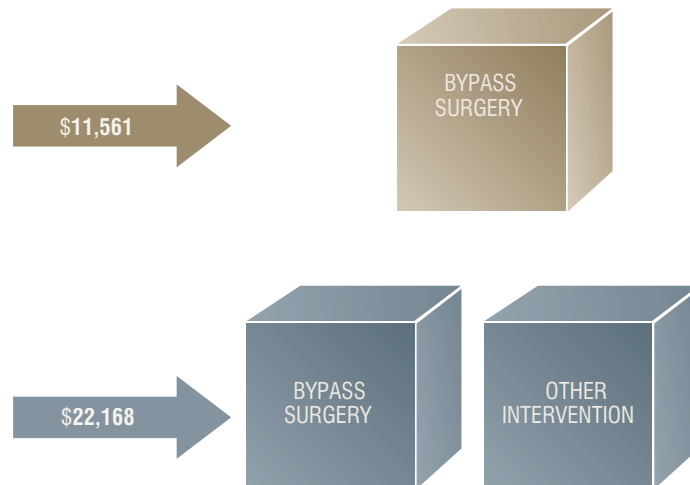 $11,561
BYPASS
SURGERY
$22,168
BYPASS
SURGERY
OTHER
INTERVENTION